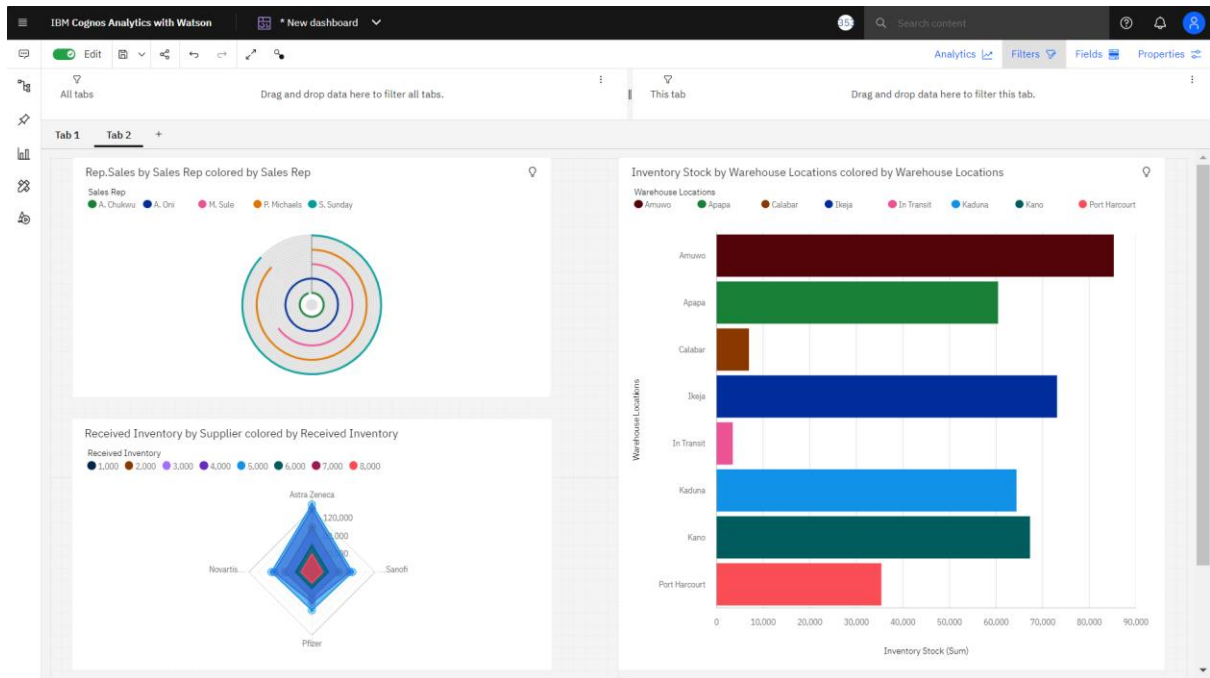 IBM Cognos Analytics with Watson
* New dashboard
353
Search content
Edit
Analytics
Filters
Fields
Properties
All tabs
Drag and drop data here to filter all tabs.
This tab
Drag and drop data here to filter this tab.
Tab 1
Tab 2
+
Rep.Sales by Sales Rep colored by Sales Rep
Sales Rep
A. Chukwu A. Oni M. Sule P. Michaels S. Sunday
Received Inventory by Supplier colored by Received Inventory
Received Inventory
1,000 2,000 3,000 4,000 5,000 6,000 7,000 8,000
Astra Zeneca
120,000
Novartis...
...Sanofi
Pfizer
Inventory Stock by Warehouse Locations colored by Warehouse Locations
Warehouse Locations
Amuwo Apapa Calabar Ikeja In Transit Kaduna Kano Port Harcourt
Warehouse Locations
Amuwo
Apapa
Calabar
Ikeja
In Transit
Kaduna
Kano
Port Harcourt
0 10,000 20,000 30,000 40,000 50,000 60,000 70,000 80,000 90,000
Inventory Stock (Sum)